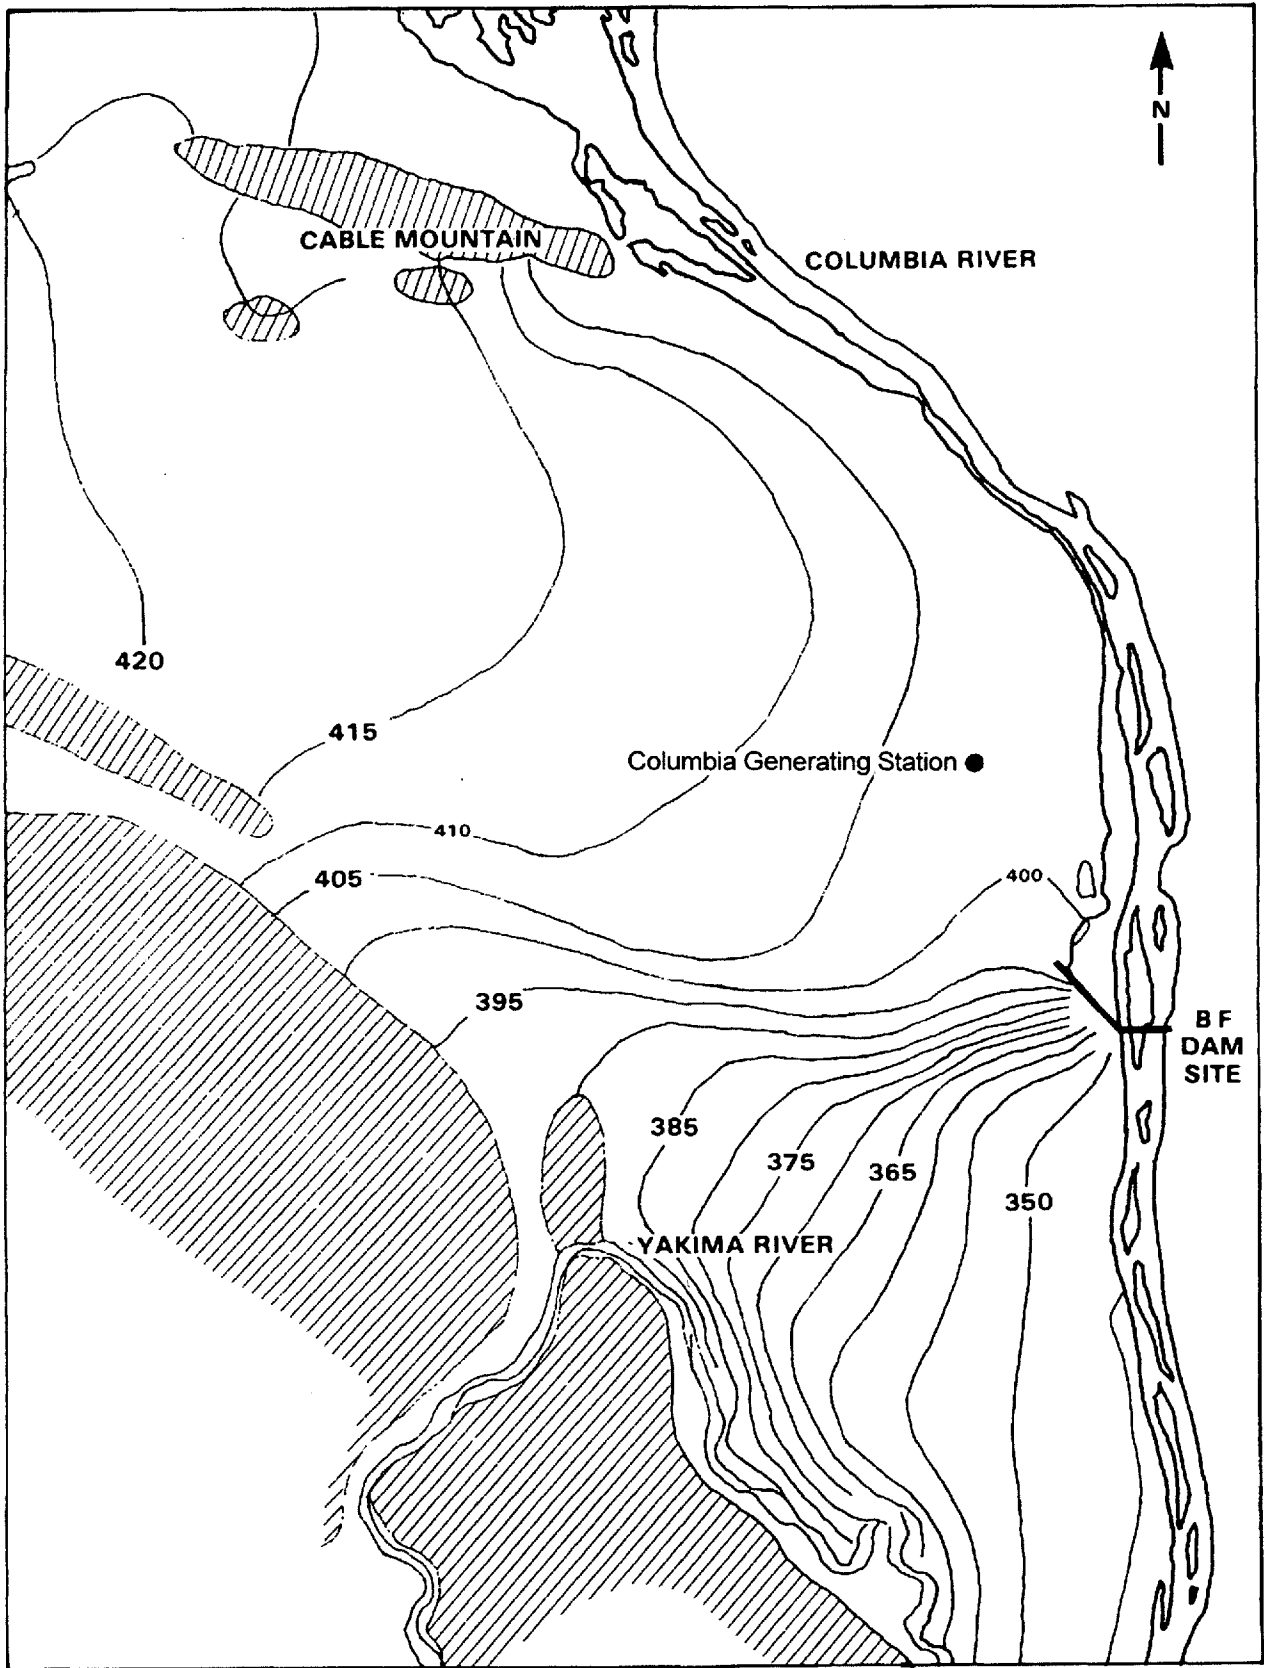 N
CABLE MOUNTAIN
COLUMBIA RIVER
420
415
Columbia Generating Station
410
405
400
395
B F
DAM
SITE
385
375
365
350
YAKIMA RIVER